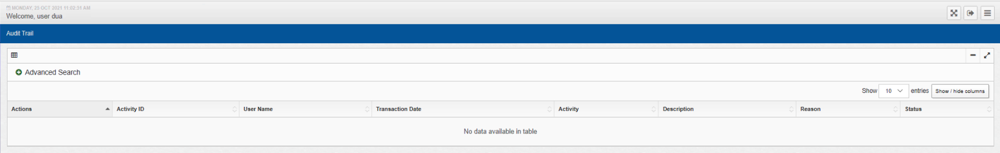 MONDAY, 25 OCT 2021 11:02:51 AM
Welcome, user dua
Audit Trail
Advanced Search
Show 10 entries Show / hide columns
Actions Activity ID User Name Transaction Date Activity Description Reason Status
No data available in table